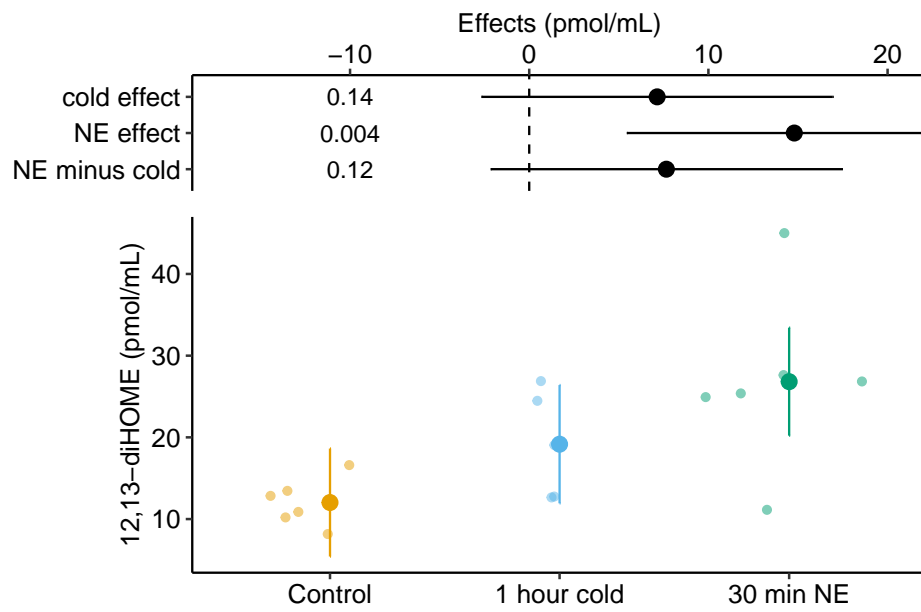 Effects (pmol/mL)
−10 0 10 20
cold effect 0.14
NE effect 0.004
NE minus cold 0.12
12,13−diHOME (pmol/mL)
40
30
20
10
Control 1 hour cold 30 min NE